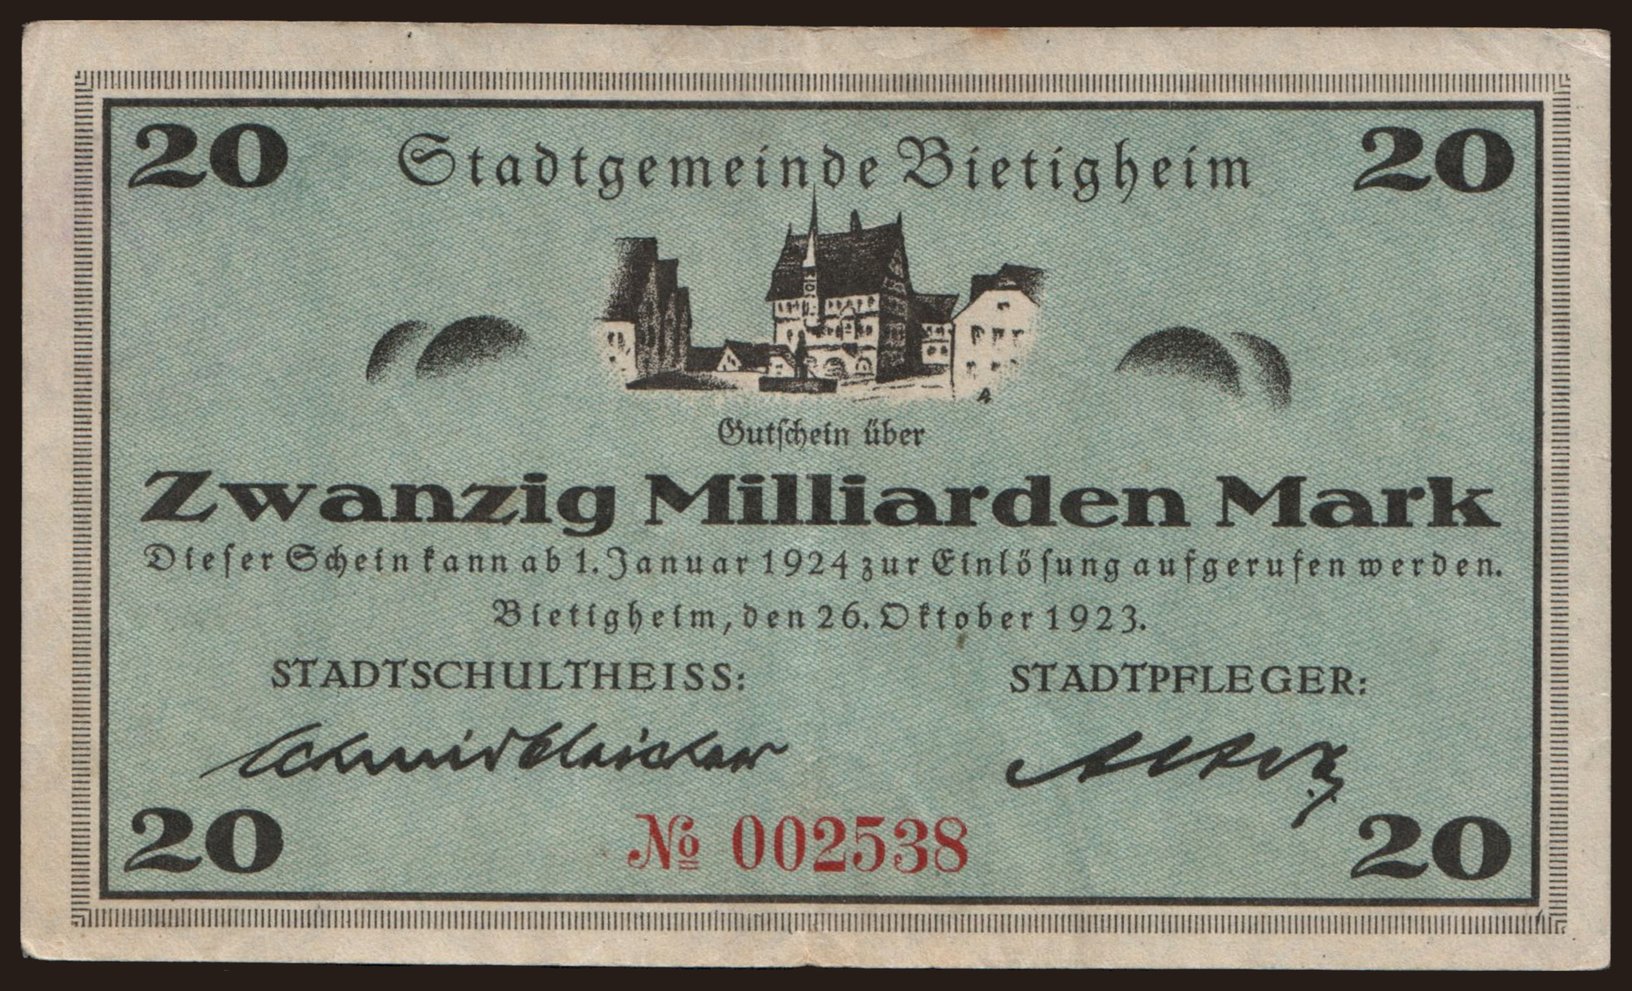 20 Stadtgemeinde Bietigheim 20
Gutschein über
Zwanzig Milliarden Mark
Dieser Schein kann ab 1. Januar 1924 zur Einlösung aufgerufen werden.
Bietigheim, den 26. Oktober 1923.
STADTSCHULTHEISS: STADTPFLEGER:
20 No 002538 20